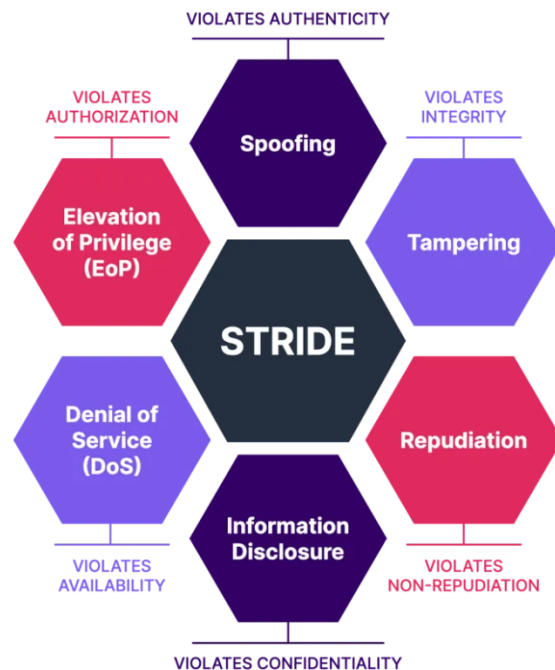 VIOLATES AUTHENTICITY
Spoofing
VIOLATES
AUTHORIZATION
Elevation
of Privilege
(EoP)
VIOLATES
INTEGRITY
Tampering
STRIDE
Denial of
Service
(DoS)
VIOLATES
AVAILABILITY
Repudiation
VIOLATES
NON-REPUDIATION
Information
Disclosure
VIOLATES CONFIDENTIALITY